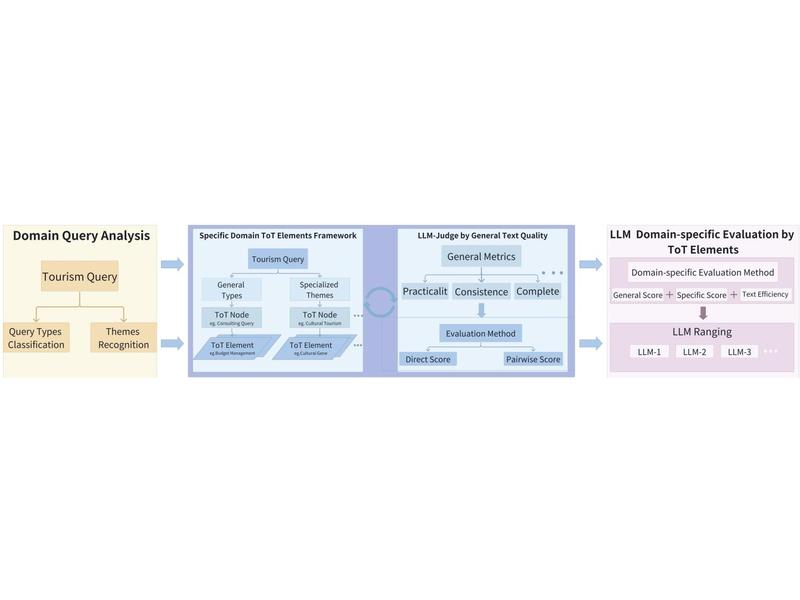 Domain Query Analysis
Tourism Query
Query Types
Classification
Themes
Recognition
Specific Domain ToT Elements Framework
Tourism Query
General
Types
Specialized
Themes
ToT Node
eg. Consulting Query
ToT Node
eg. Cultural Tourism
ToT Element
eg.Budget Management
ToT Element
eg.Cultural Gene
LLM-Judge by General Text Quality
General Metrics
Practicalit
Consistence
Complete
Evaluation Method
Direct Score
Pairwise Score
LLM Domain-specific Evaluation by
ToT Elements
Domain-specific Evaluation Method
General Score + Specific Score + Text Efficiency
LLM Ranging
LLM-1 LLM-2 LLM-3